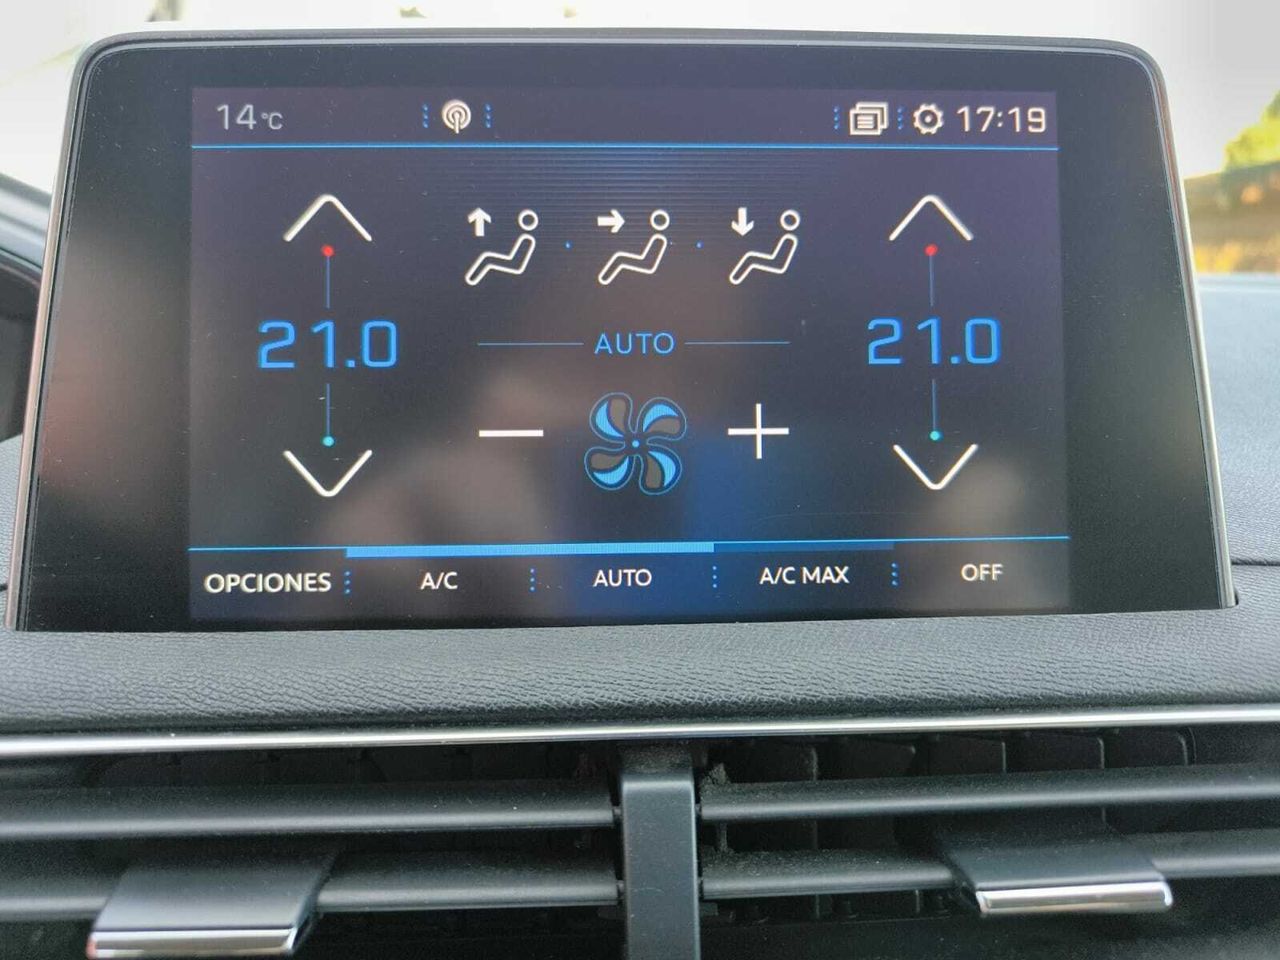 14°C 17:19
21.0 AUTO 21.0
OPCIONES A/C AUTO A/C MAX OFF